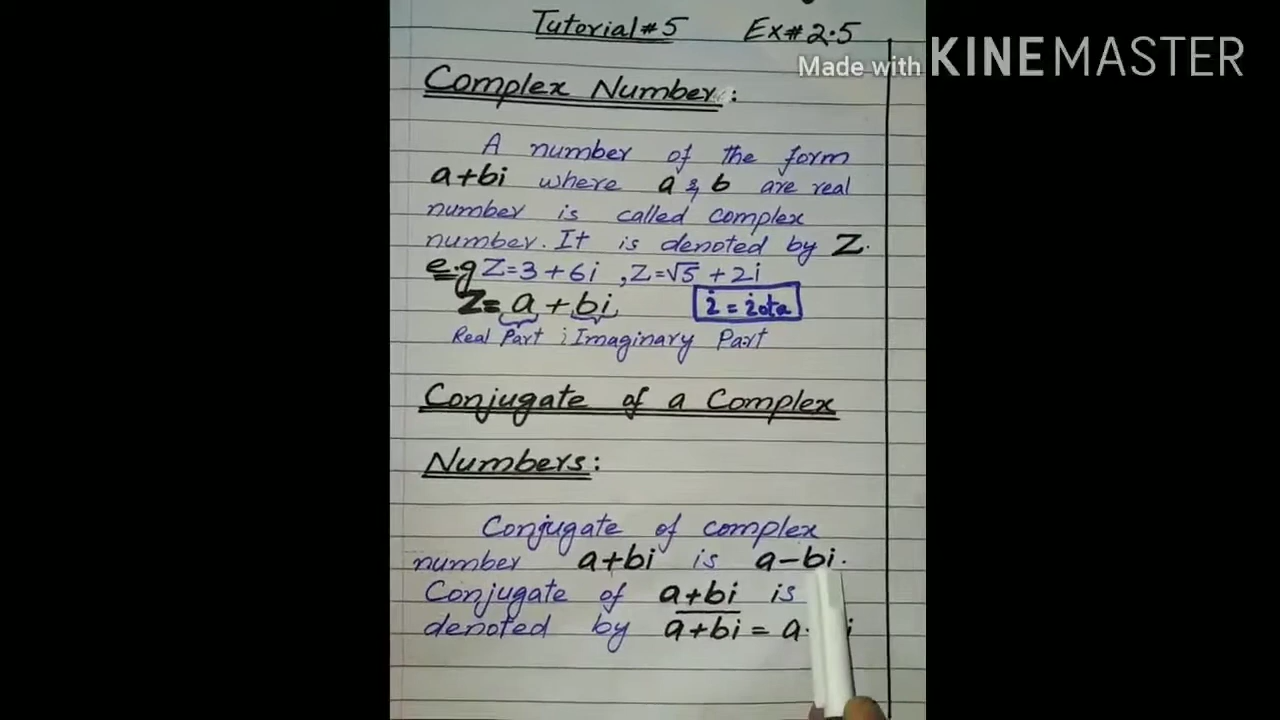 Tutorial#5 Ex#2.5
Made with KINEMASTER
Complex Number:
A number of the form
a+bi where a & b are real
number is called complex
number. It is denoted by Z.
e.g Z=3+6i , Z=√5+2i
Z= a + bi, i = iota
Real Part ; Imaginary Part
Conjugate of a Complex
Numbers:
Conjugate of complex
number a+bi is a-bi.
Conjugate of a+bi is
denoted by a+bi = a i